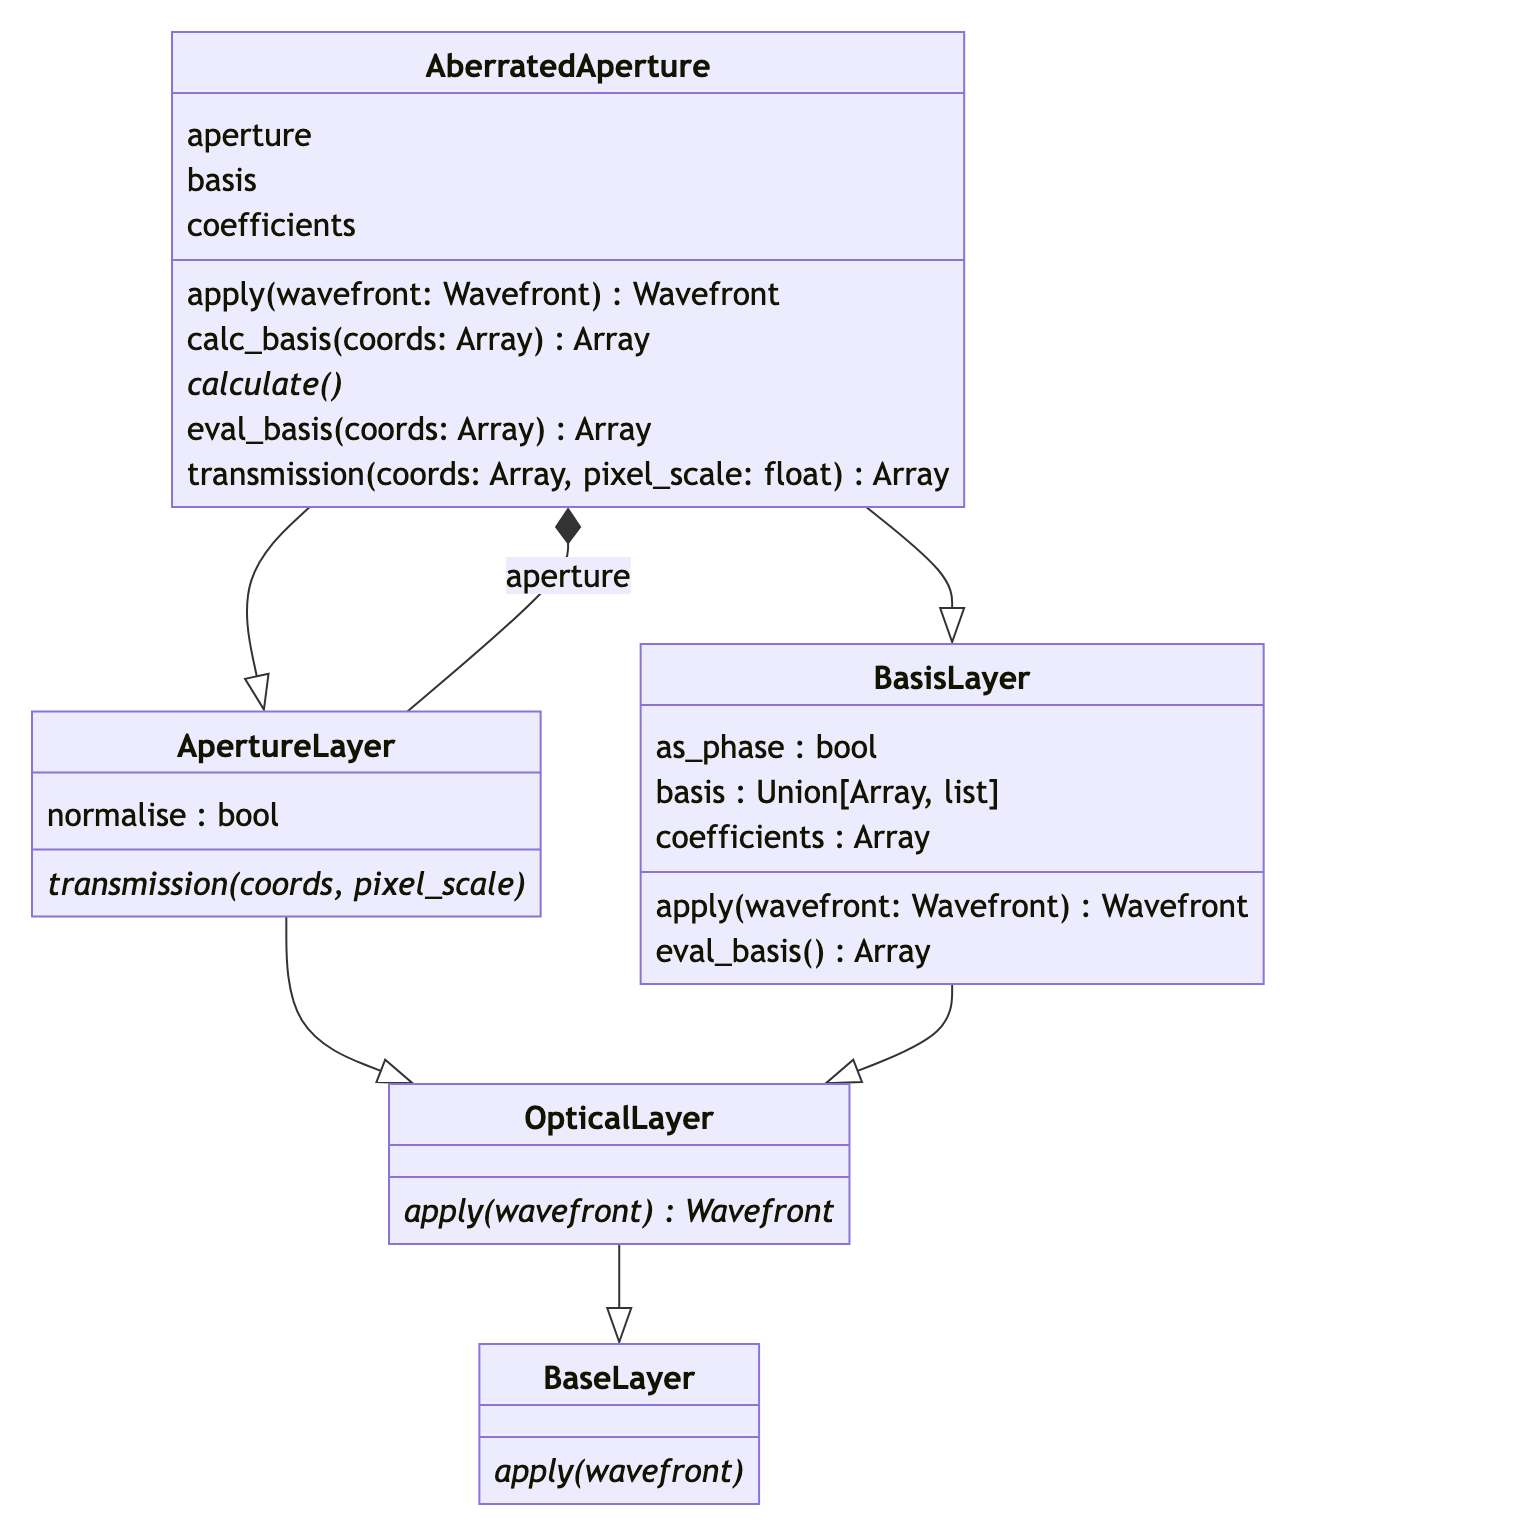 AberratedAperture
aperture
basis
coefficients
apply(wavefront: Wavefront) : Wavefront
calc_basis(coords: Array) : Array
calculate()
eval_basis(coords: Array) : Array
transmission(coords: Array, pixel_scale: float) : Array
aperture
ApertureLayer
normalise : bool
transmission(coords, pixel_scale)
BasisLayer
as_phase : bool
basis : Union[Array, list]
coefficients : Array
apply(wavefront: Wavefront) : Wavefront
eval_basis() : Array
OpticalLayer
apply(wavefront) : Wavefront
BaseLayer
apply(wavefront)